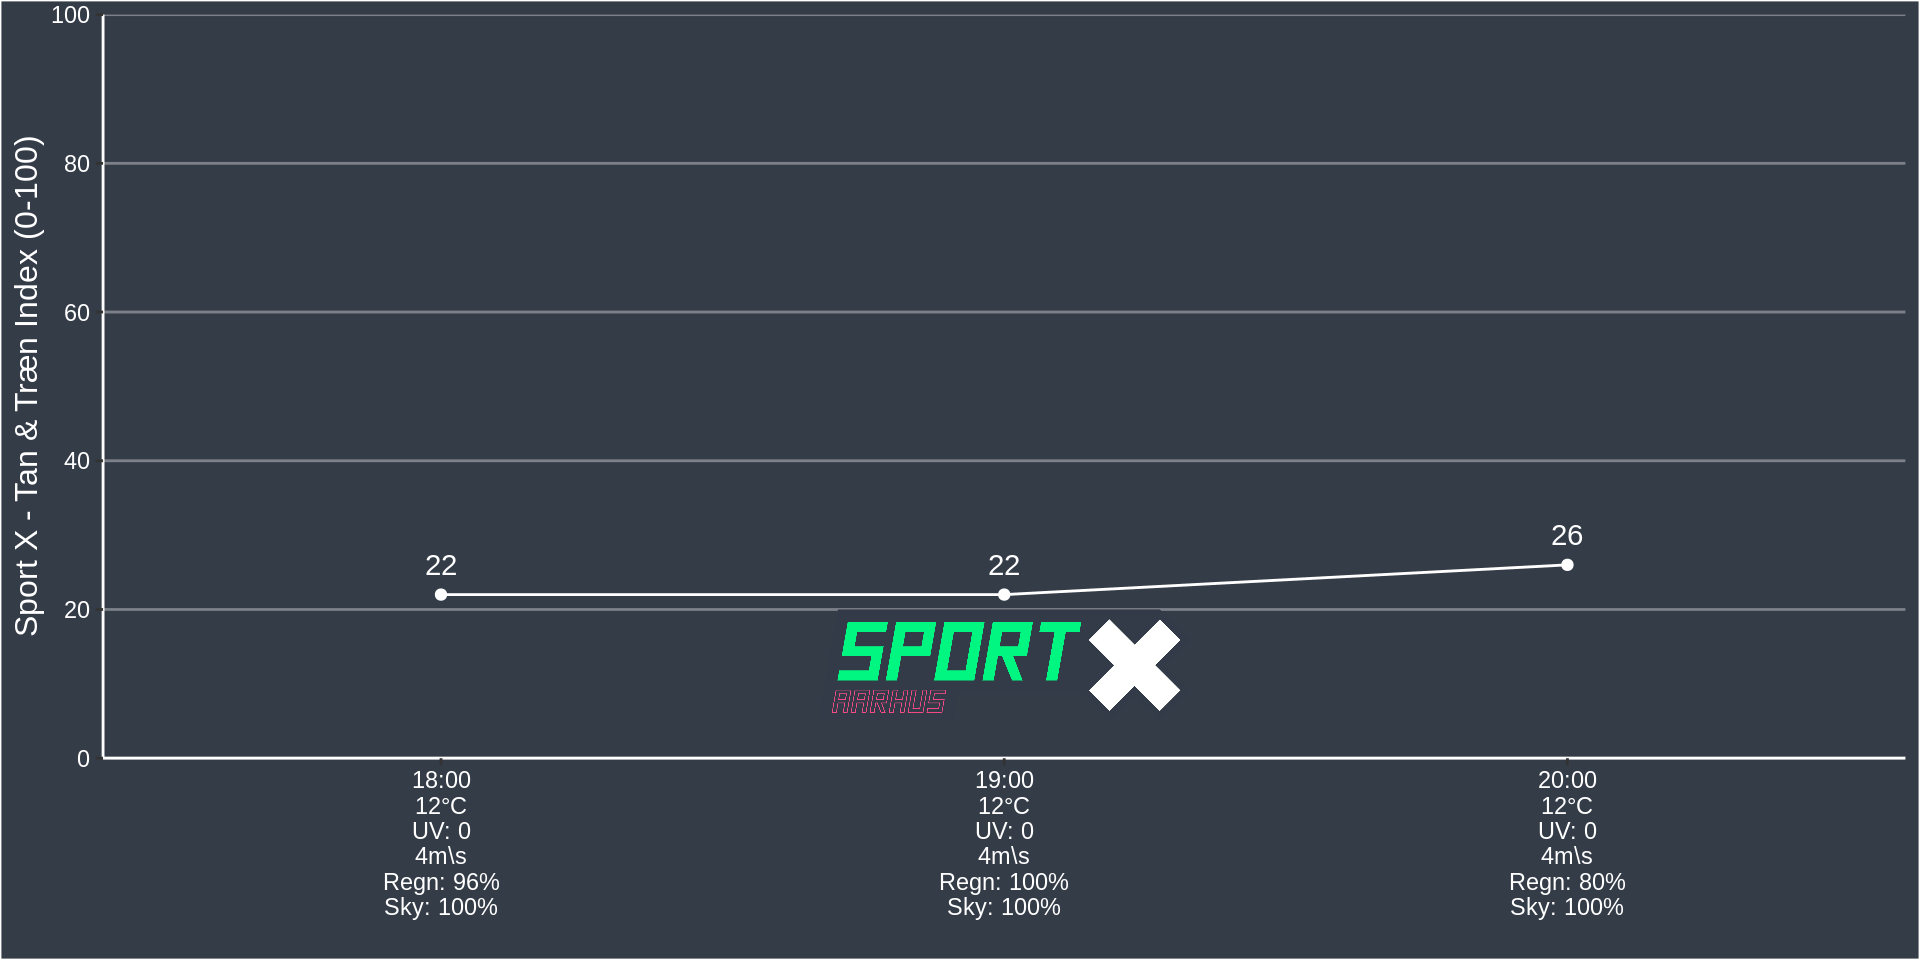 Sport X - Tan & Træn Index (0-100)
100
80
60
40
20
0
22
22
26
SPORT X
AARHUS
18:00
12°C
UV: 0
4m\s
Regn: 96%
Sky: 100%
19:00
12°C
UV: 0
4m\s
Regn: 100%
Sky: 100%
20:00
12°C
UV: 0
4m\s
Regn: 80%
Sky: 100%